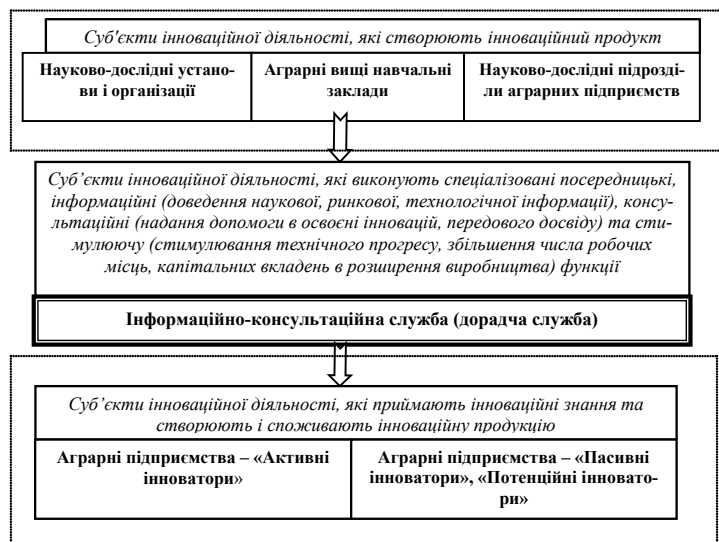 Суб'єкти інноваційної діяльності, які створюють інноваційний продукт
Науково-дослідні устано-
ви і організації
Аграрні вищі навчальні
заклади
Науково-дослідні підрозді-
ли аграрних підприємств
Суб’єкти інноваційної діяльності, які виконують спеціалізовані посередницькі,
інформаційні (доведення наукової, ринкової, технологічної інформації), консу-
льтаційні (надання допомоги в освоєні інновацій, передового досвіду) та сти-
мулюючу (стимулювання технічного прогресу, збільшення числа робочих
місць, капітальних вкладень в розширення виробництва) функції
Інформаційно-консультаційна служба (дорадча служба)
Суб’єкти інноваційної діяльності, які приймають інноваційні знання та
створюють і споживають інноваційну продукцію
Аграрні підприємства – «Активні
інноватори»
Аграрні підприємства – «Пасивні
інноватори», «Потенційні інновато-
ри»